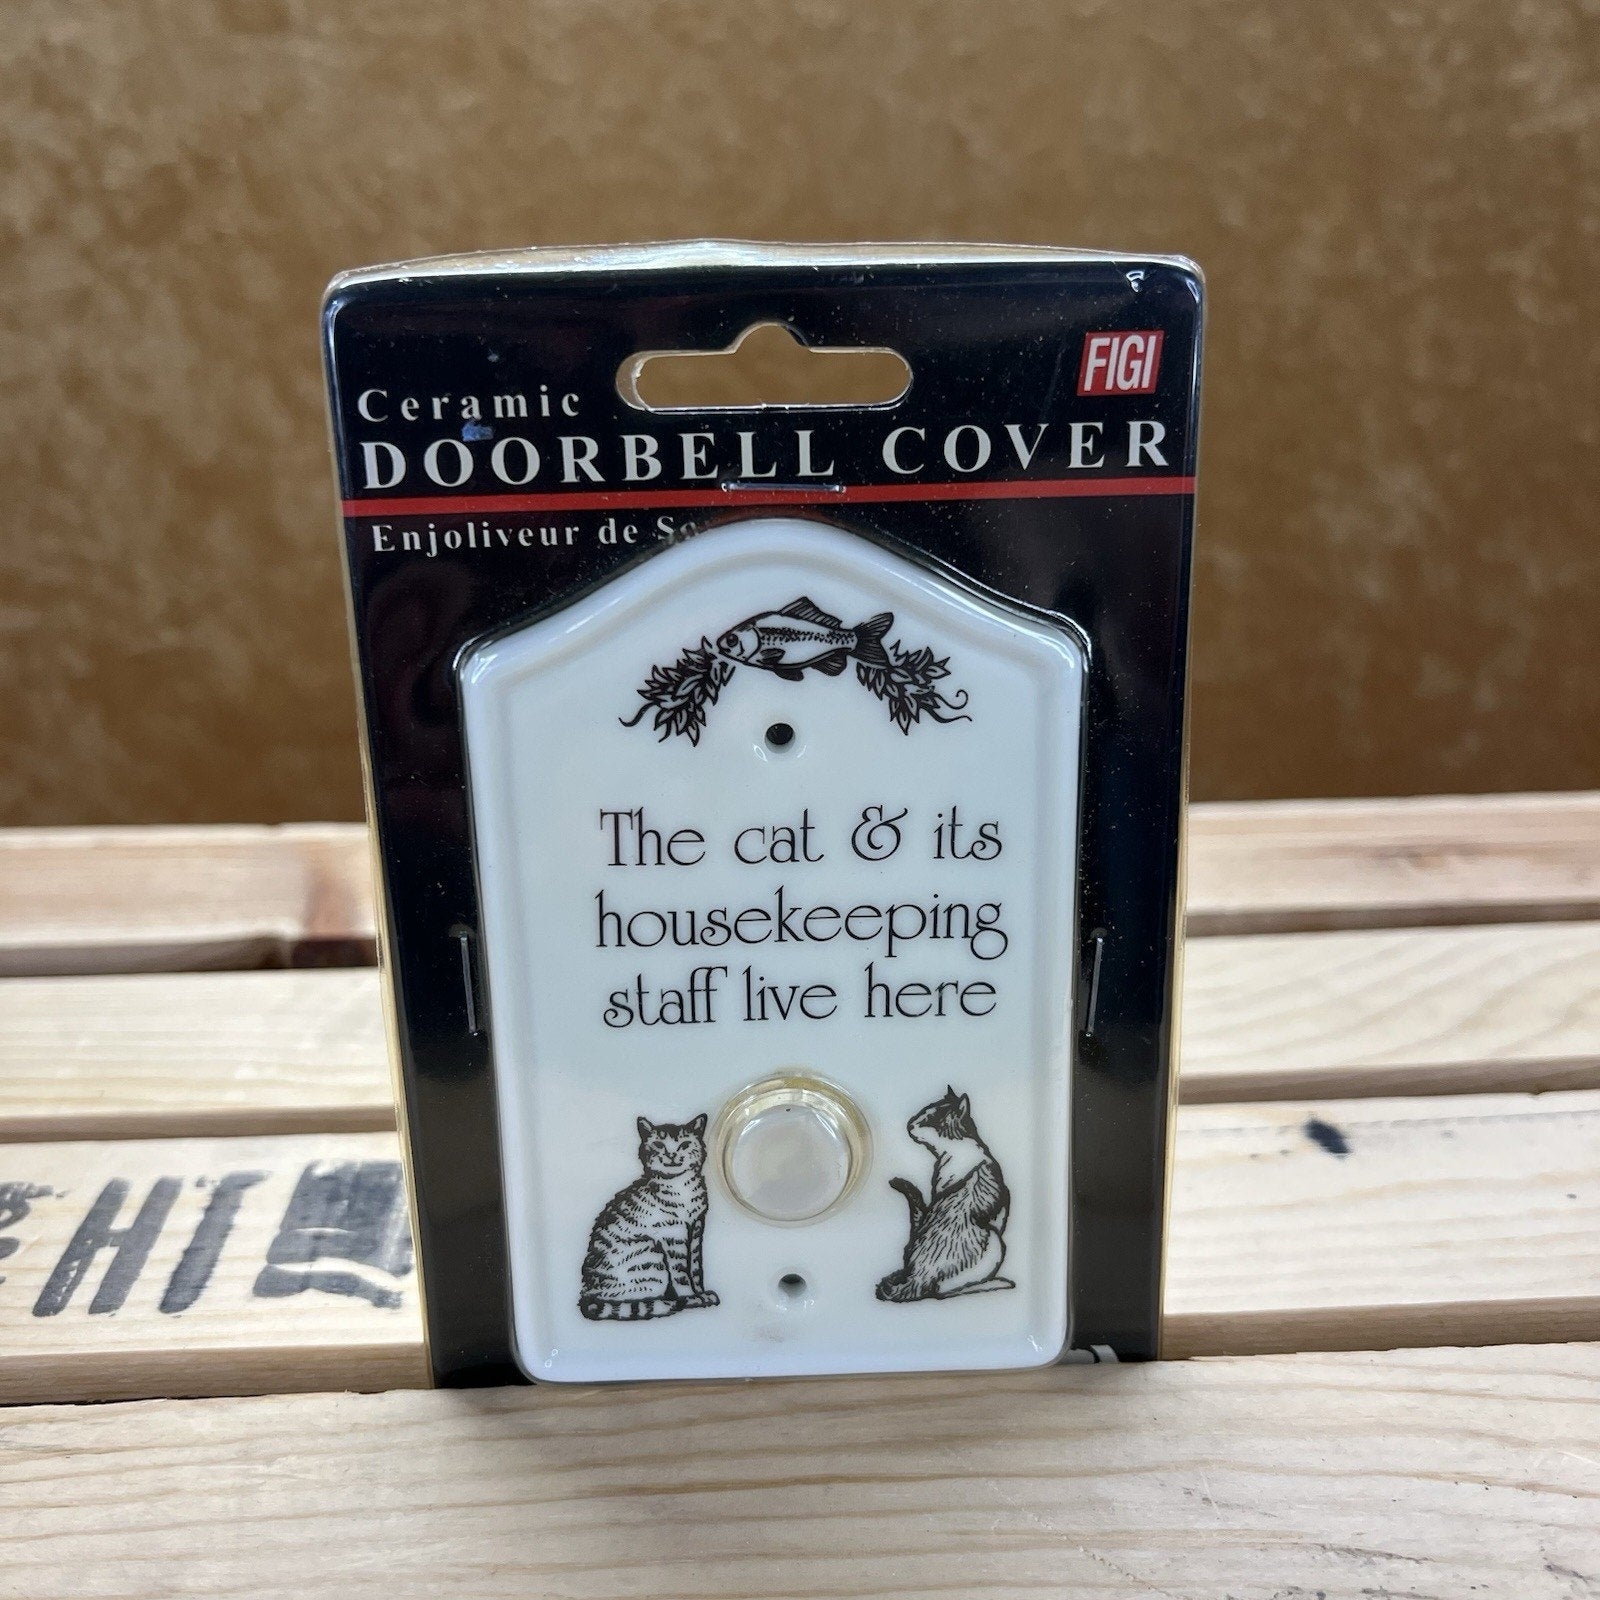 FIGI
Ceramic
DOORBELL COVER
Enjoliveur de
The cat & its
housekeeping
staff live here